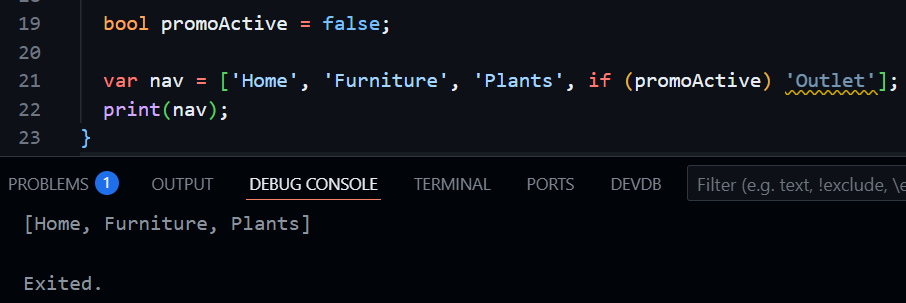 19 bool promoActive = false;
20
21 var nav = ['Home', 'Furniture', 'Plants', if (promoActive) 'Outlet'];
22 print(nav);
23 }
PROBLEMS 1 OUTPUT DEBUG CONSOLE TERMINAL PORTS DEVDB Filter (e.g. text, !exclude, \e
[Home, Furniture, Plants]
Exited.